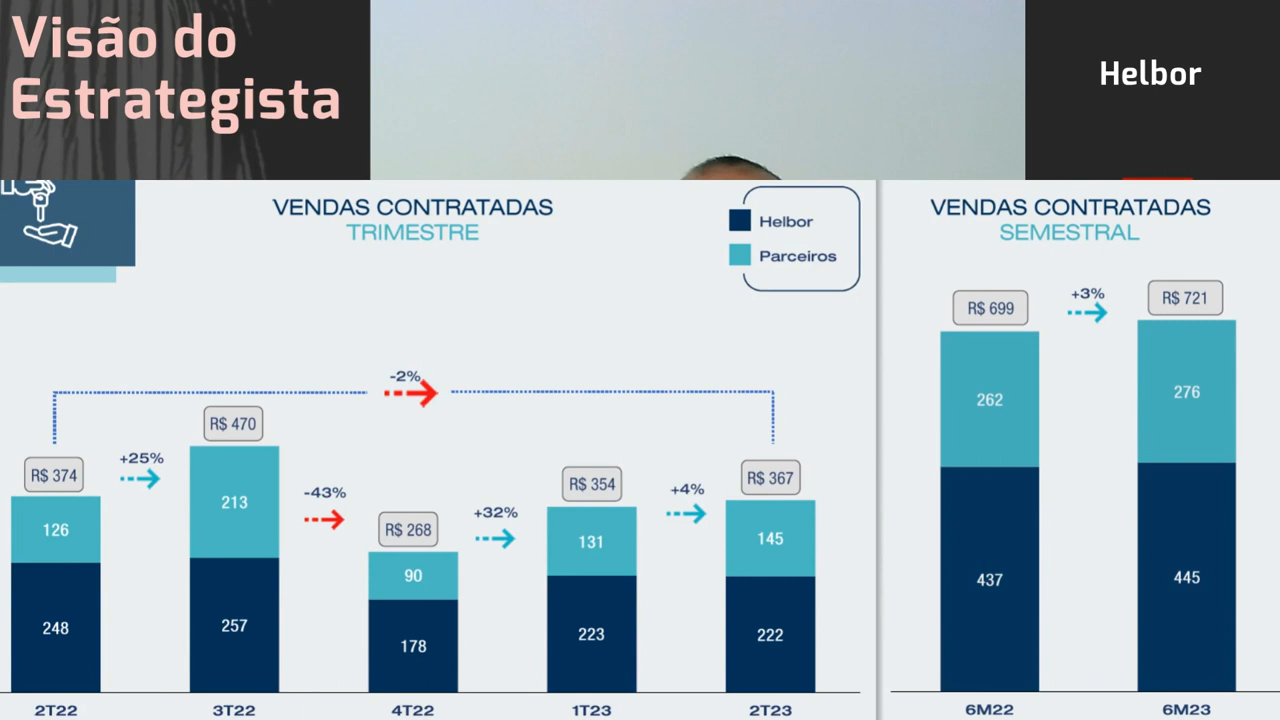 Visão do
Estrategista
Helbor
VENDAS CONTRATADAS
TRIMESTRE
Helbor
Parceiros
-2%
R$ 374
+25%
R$ 470
-43%
R$ 268
+32%
R$ 354
+4%
R$ 367
126
213
90
131
145
248
257
178
223
222
2T22
3T22
4T22
1T23
2T23
VENDAS CONTRATADAS
SEMESTRAL
R$ 699
+3%
R$ 721
262
276
437
445
6M22
6M23